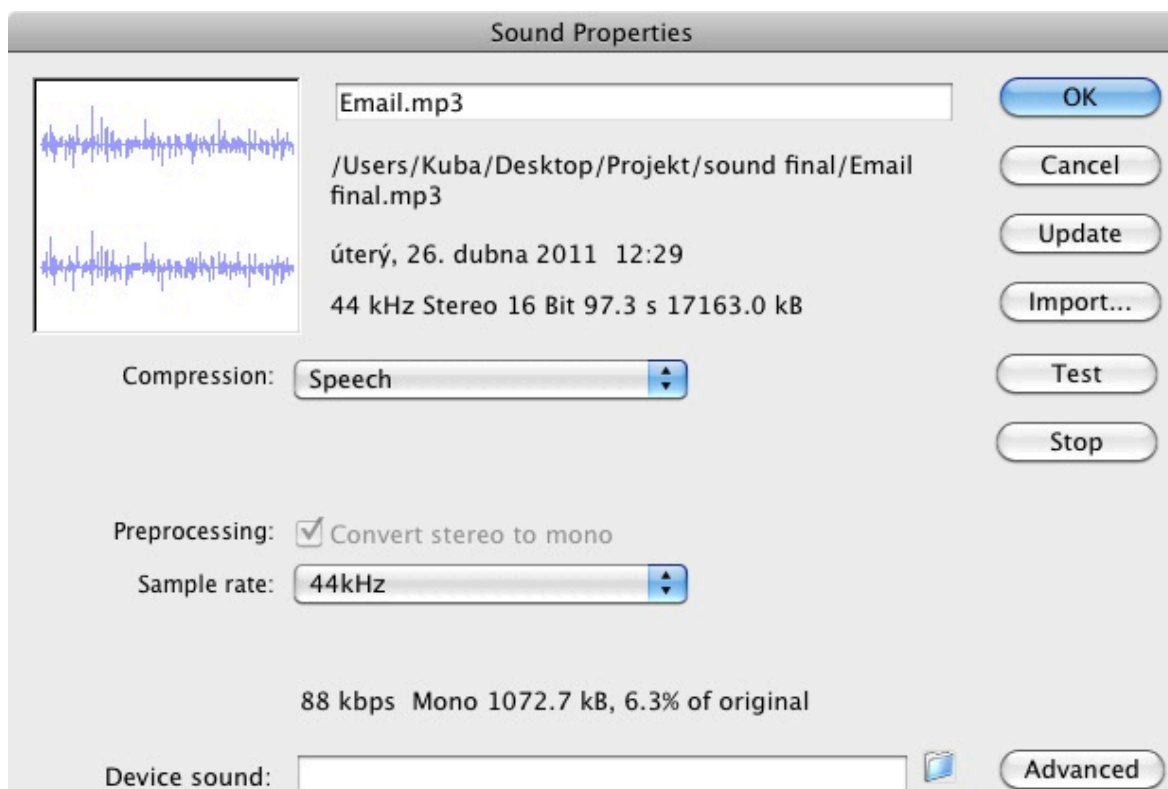 Sound Properties
Email.mp3
OK
/Users/Kuba/Desktop/Projekt/sound final/Email
final.mp3
Cancel
úterý, 26. dubna 2011  12:29
Update
44 kHz Stereo 16 Bit 97.3 s 17163.0 kB
Import...
Compression: Speech
Test
Stop
Preprocessing: Convert stereo to mono
Sample rate: 44kHz
88 kbps  Mono 1072.7 kB, 6.3% of original
Device sound:
Advanced